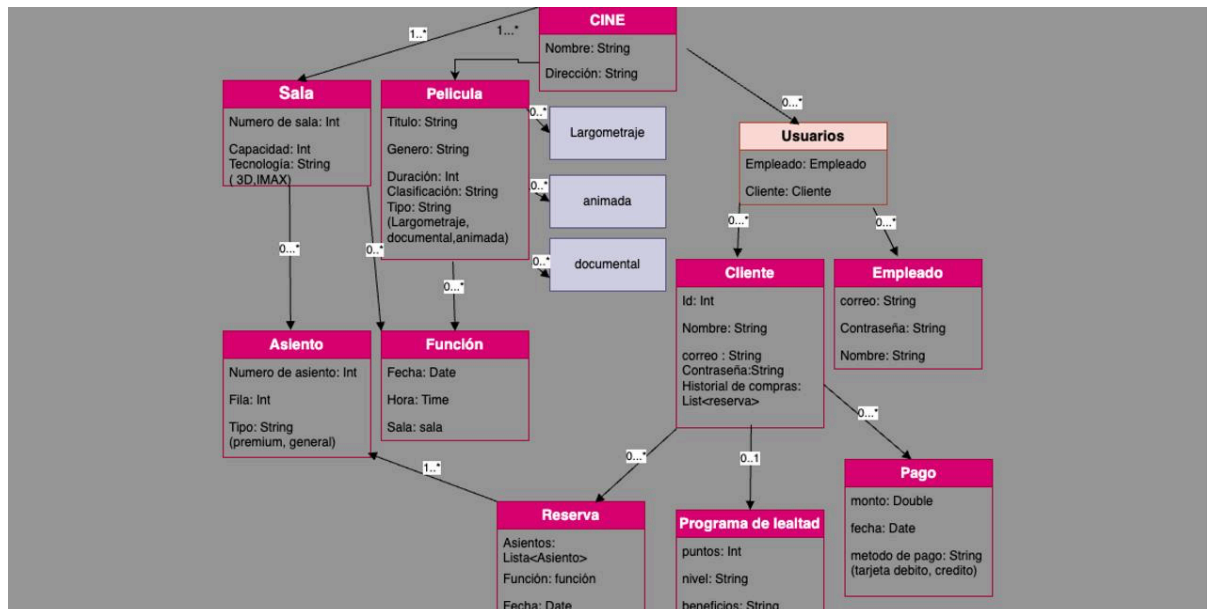 CINE
Nombre: String
Dirección: String
1..*
1...*
0...*
Sala
Numero de sala: Int
Capacidad: Int
Tecnología: String
( 3D,IMAX)
Pelicula
Titulo: String
Genero: String
Duración: Int
Clasificación: String
Tipo: String
(Largometraje,
documental,animada)
0..*
Largometraje
0..*
animada
0..*
documental
Usuarios
Empleado: Empleado
Cliente: Cliente
0...*
0...*
0...*
0..*
0...*
Cliente
Id: Int
Nombre: String
correo : String
Contraseña:String
Historial de compras:
List<reserva>
Empleado
correo: String
Contraseña: String
Nombre: String
Asiento
Numero de asiento: Int
Fila: Int
Tipo: String
(premium, general)
Función
Fecha: Date
Hora: Time
Sala: sala
1..*
0...*
0..1
0...*
Reserva
Asientos:
Lista<Asiento>
Función: función
Fecha: Date
Programa de lealtad
puntos: Int
nivel: String
beneficios: String
Pago
monto: Double
fecha: Date
metodo de pago: String
(tarjeta debito, credito)